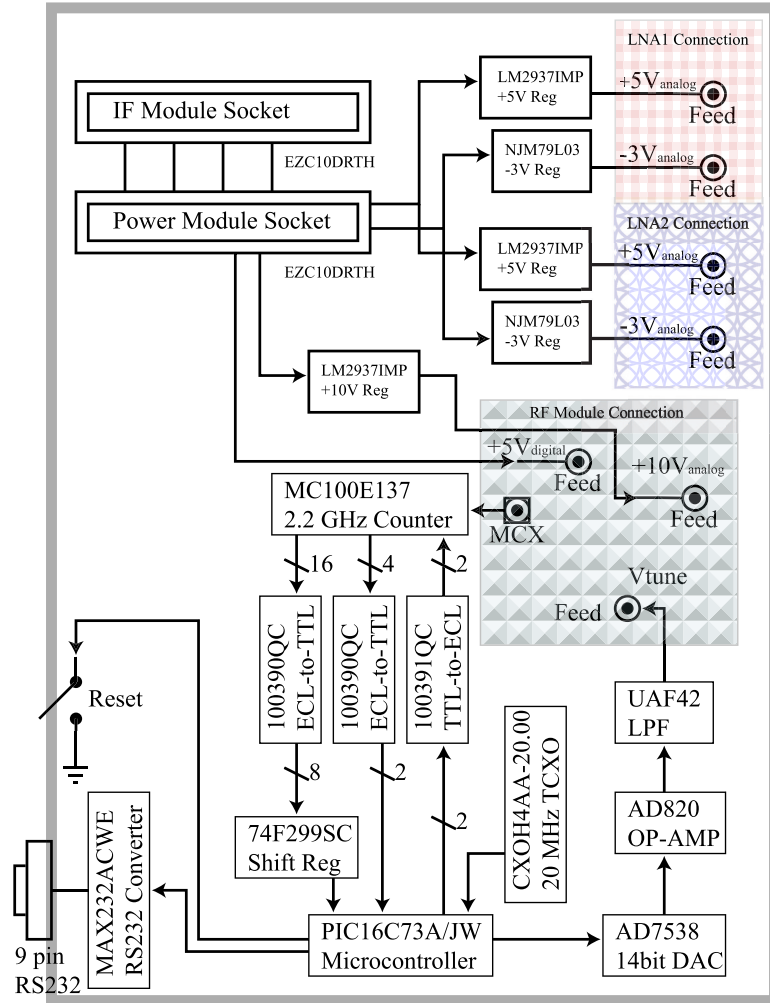 LNA1 Connection
LM2937IMP
+5V Reg
+5Vanalog
Feed
IF Module Socket
EZC10DRTH
NJM79L03
-3V Reg
-3Vanalog
Feed
Power Module Socket
EZC10DRTH
LNA2 Connection
LM2937IMP
+5V Reg
+5Vanalog
Feed
NJM79L03
-3V Reg
-3Vanalog
Feed
LM2937IMP
+10V Reg
RF Module Connection
+5Vdigital
Feed
+10Vanalog
Feed
MC100E137
2.2 GHz Counter
MCX
16
4
2
Vtune
Feed
100390QC
ECL-to-TTL
100390QC
ECL-to-TTL
100391QC
TTL-to-ECL
Reset
UAF42
LPF
8
2
2
CXOH4AA-20.00
20 MHz TCXO
AD820
OP-AMP
74F299SC
Shift Reg
MAX232ACWE
RS232 Converter
PIC16C73A/JW
Microcontroller
AD7538
14bit DAC
9 pin
RS232